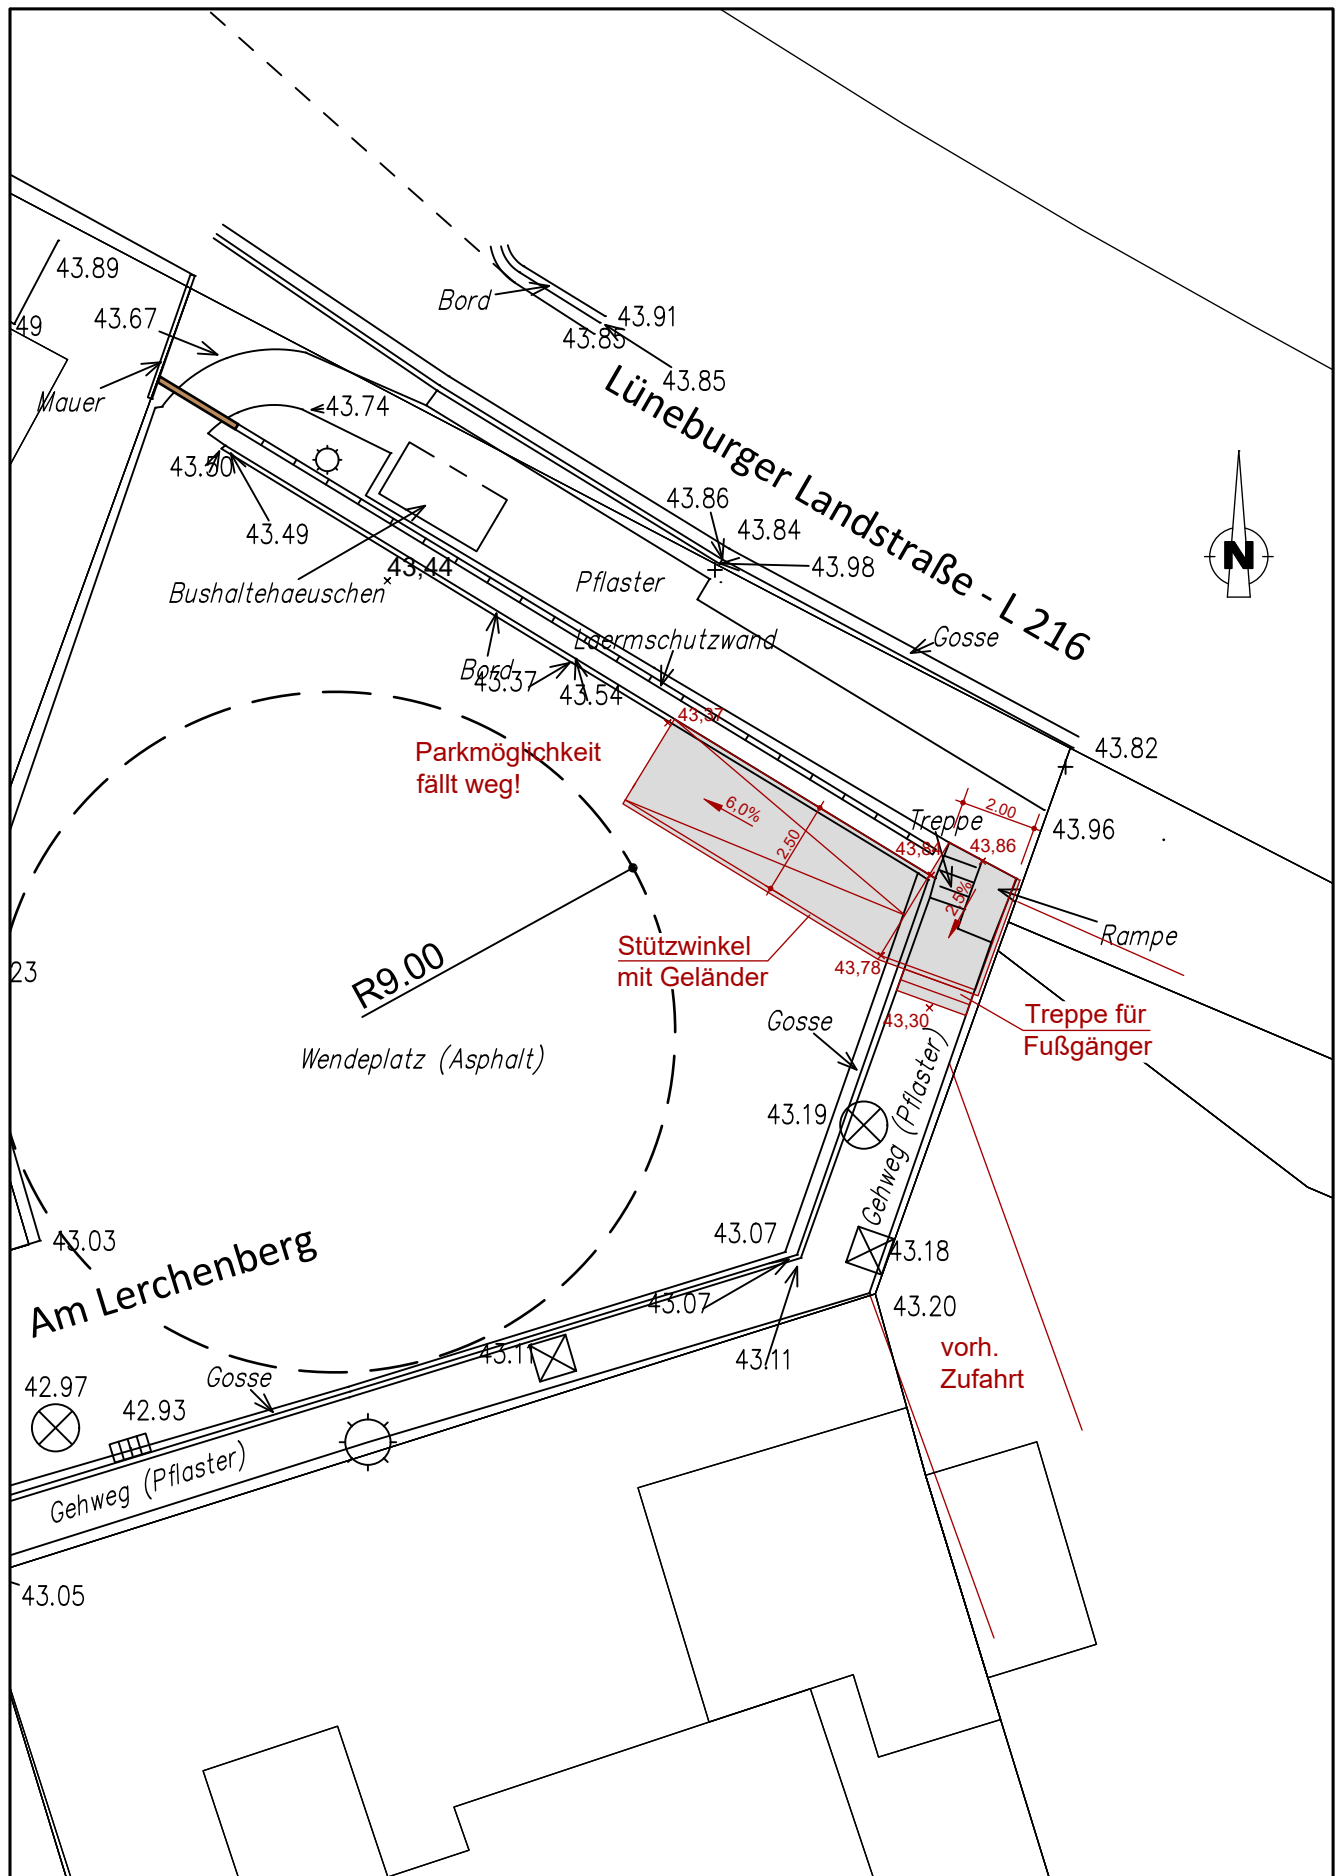 43.89
43.67
49
Mauer
Bord
43.91
43.85
43.85
Lüneburger Landstraße - L 216
43.74
43.50
43.49
43.86
43.84
43.98
N
43,44
Bushaltehaeuschen
Pflaster
Laermschutzwand
Gosse
Bord
43.37
43.54
43,37
43.82
Parkmöglichkeit
fällt weg!
6,0%
2.50
2.00
Treppe
43.96
43,84
43,86
2.5%
Rampe
R9.00
Stützwinkel
mit Geländer
43,78
23
43,30
Treppe für
Fußgänger
Gosse
Wendeplatz (Asphalt)
43.19
Gehweg (Pflaster)
43.03
43.07
43.18
Am Lerchenberg
43.07
43.20
43.11
43.11
vorh.
Zufahrt
Gosse
42.97
42.93
Gehweg (Pflaster)
43.05